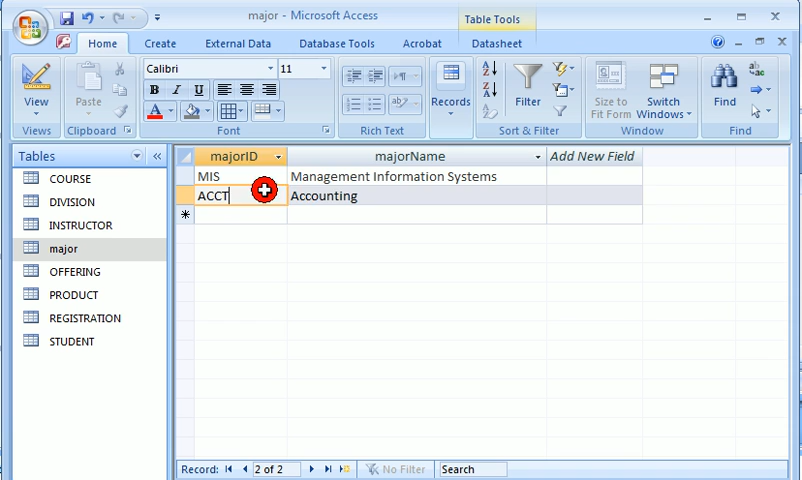 major - Microsoft Access
Table Tools
Home
Create
External Data
Database Tools
Acrobat
Datasheet
View
Views
Paste
Clipboard
Calibri
11
B I U
A
Font
Rich Text
Records
Filter
Sort & Filter
Size to
Fit Form
Switch
Windows
Window
Find
Find
Tables
COURSE
DIVISION
INSTRUCTOR
major
OFFERING
PRODUCT
REGISTRATION
STUDENT
majorID majorName Add New Field
MIS Management Information Systems
ACCT Accounting
Record: 2 of 2 No Filter Search